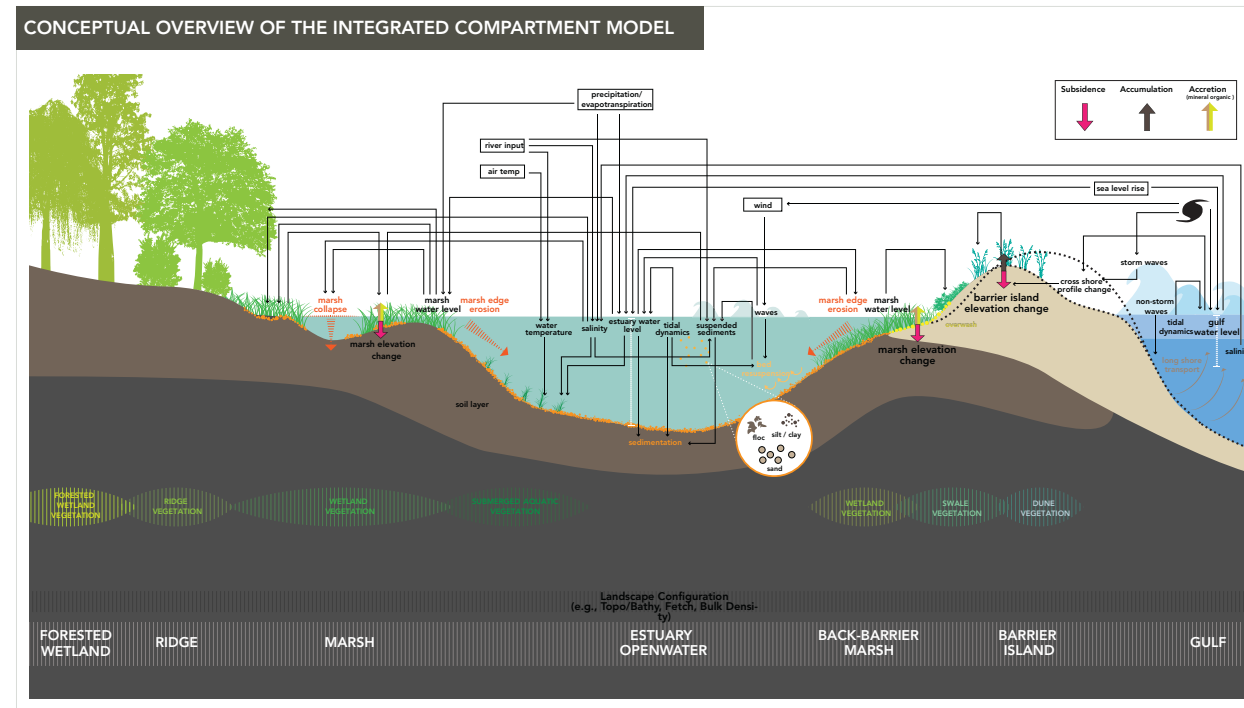 CONCEPTUAL OVERVIEW OF THE INTEGRATED COMPARTMENT MODEL
Subsidence
Accumulation
Accretion
(mineral organic )
precipitation/
evapotranspiration
river input
air temp
sea level rise
wind
storm waves
cross shore
profile change
marsh
collapse
marsh
water level
marsh edge
erosion
water
temperature
salinity
estuary water
level
tidal
dynamics
suspended
sediments
waves
marsh edge
erosion
marsh
water level
barrier island
elevation change
overwash
non-storm
waves
tidal
dynamics
gulf
water level
salini
long shore
transport
marsh elevation
change
marsh elevation
change
soil layer
sedimentation
floc
silt / clay
sand
FORESTED
WETLAND
VEGETATION
RIDGE
VEGETATION
WETLAND
VEGETATION
SUBMERGED AQUATIC
VEGETATION
WETLAND
VEGETATION
SWALE
VEGETATION
DUNE
VEGETATION
Landscape Configuration
(e.g., Topo/Bathy, Fetch, Bulk Densi-
ty)
FORESTED
WETLAND
RIDGE
MARSH
ESTUARY
OPENWATER
BACK-BARRIER
MARSH
BARRIER
ISLAND
GULF